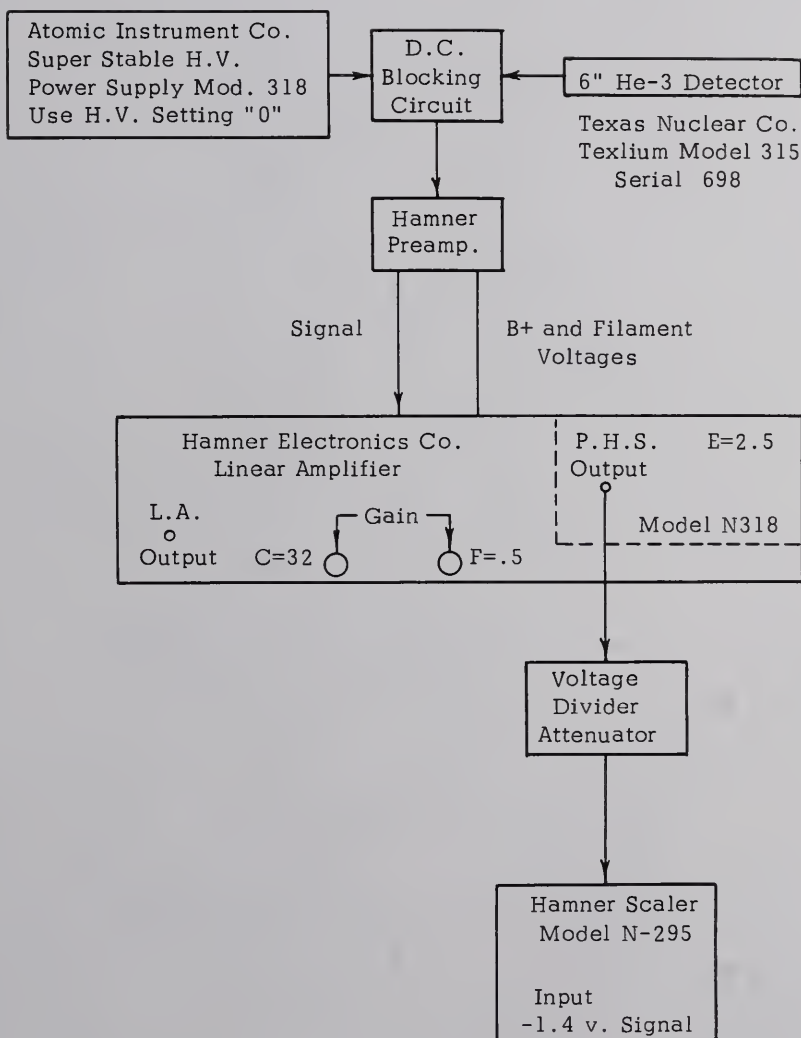 Atomic Instrument Co.
Super Stable H.V.
Power Supply Mod. 318
Use H.V. Setting "0"
D.C.
Blocking
Circuit
6" He-3 Detector
Texas Nuclear Co.
Texlium Model 315
Serial 698
Hamner
Preamp.
Signal
B+ and Filament
Voltages
Hamner Electronics Co.
Linear Amplifier
P.H.S.
Output
E=2.5
L.A.
Output
Gain
C=32
F=.5
Model N318
Voltage
Divider
Attenuator
Hamner Scaler
Model N-295
Input
-1.4 v. Signal